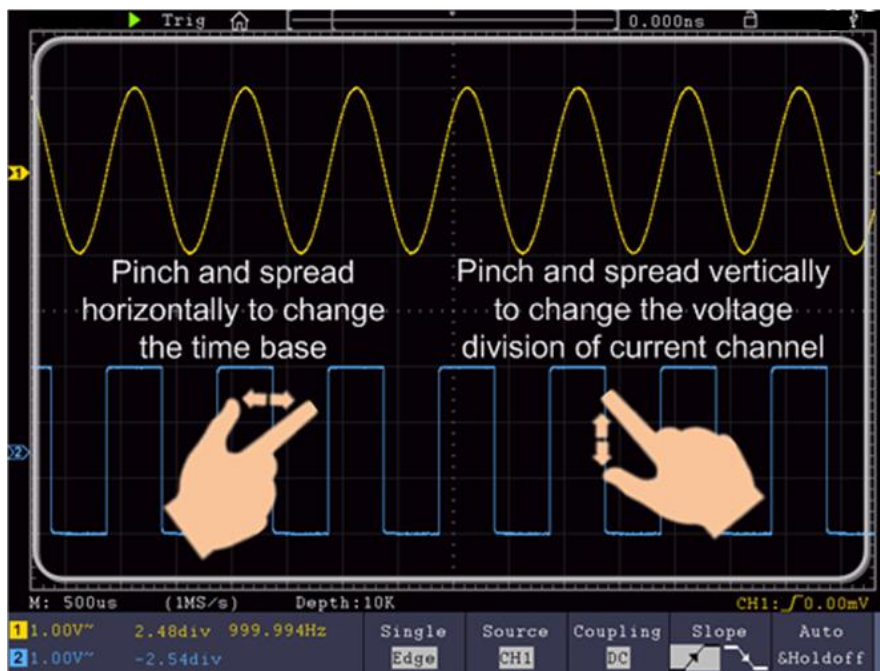 Trig 0.000ns
1
Pinch and spread
horizontally to change
the time base
Pinch and spread vertically
to change the voltage
division of current channel
2
M: 500us (1MS/s) Depth:10K CH1:∫0.00mV
1 1.00V~ 2.48div 999.994Hz
2 1.00V~ -2.54div
Single
Edge
Source
CH1
Coupling
DC
Slope
Auto
&Holdoff